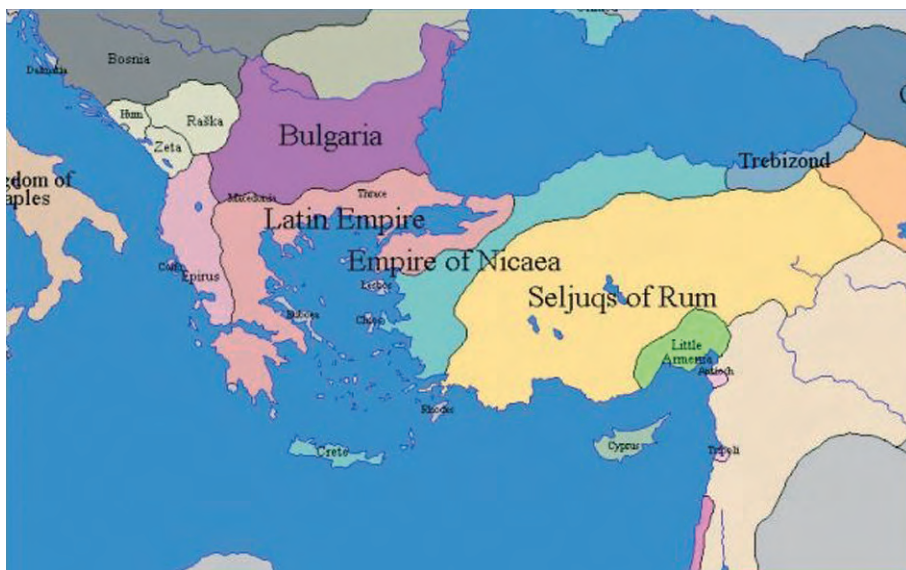 Bosnia
Dalmatia
Hum
Raška
Zeta
Bulgaria
Trebizond
gdom of
aples
Macedonia
Thrace
Latin Empire
Empire of Nicaea
Corfu
Epirus
Lesbos
Euboea
Chios
Seljuqs of Rum
Little
Armenia
Antioch
Rhodes
Crete
Cyprus
Tripoli